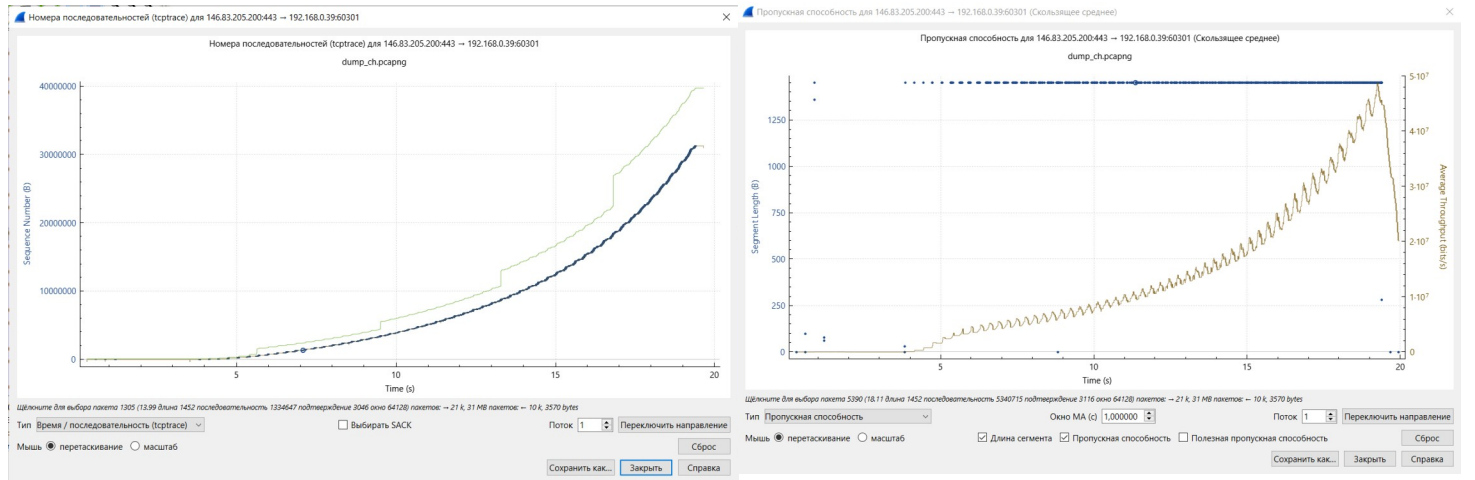 Номера последовательностей (tcptrace) для 146.83.205.200:443 → 192.168.0.39:60301
Номера последовательностей (tcptrace) для 146.83.205.200:443 → 192.168.0.39:60301
dump_ch.pcapng
Sequence Number (B)
40000000
30000000
20000000
10000000
0
5
10
15
20
Time (s)
Щёлкните для выбора пакета 1305 (13.99 длина 1452 последовательность 1334647 подтверждение 3046 окно 64128) пакетов: → 21 k, 31 MB пакетов: ← 10 k, 3570 bytes
Тип Время / последовательность (tcptrace)
Выбирать SACK
Поток 1
Переключить направление
Мышь перетаскивание масштаб
Сброс
Сохранить как...
Закрыть
Справка
Пропускная способность для 146.83.205.200:443 → 192.168.0.39:60301 (Скользящее среднее)
Пропускная способность для 146.83.205.200:443 → 192.168.0.39:60301 (Скользящее среднее)
dump_ch.pcapng
Segment Length (B)
1250
1000
750
500
250
0
5·10⁷
4·10⁷
3·10⁷
2·10⁷
1·10⁷
0
Average Throughput (bits/s)
5
10
15
20
Time (s)
Щёлкните для выбора пакета 5390 (18.11 длина 1452 последовательность 5340715 подтверждение 3116 окно 64128) пакетов: → 21 k, 31 MB пакетов: ← 10 k, 3570 bytes
Тип Пропускная способность
Окно MA (с) 1,000000
Поток 1
Переключить направление
Мышь перетаскивание масштаб
Длина сегмента
Пропускная способность
Полезная пропускная способность
Сброс
Сохранить как...
Закрыть
Справка